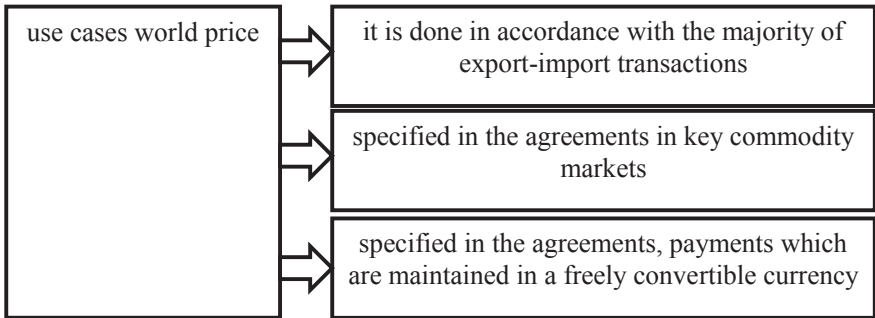 use cases world price
it is done in accordance with the majority of
export-import transactions
specified in the agreements in key commodity
markets
specified in the agreements, payments which
are maintained in a freely convertible currency